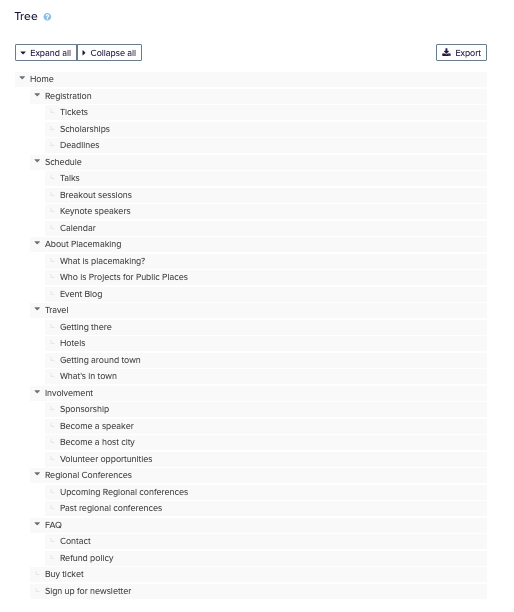 Tree
Expand all Collapse all Export
Home
Registration
Tickets
Scholarships
Deadlines
Schedule
Talks
Breakout sessions
Keynote speakers
Calendar
About Placemaking
What is placemaking?
Who is Projects for Public Places
Event Blog
Travel
Getting there
Hotels
Getting around town
What's in town
Involvement
Sponsorship
Become a speaker
Become a host city
Volunteer opportunities
Regional Conferences
Upcoming Regional conferences
Past regional conferences
FAQ
Contact
Refund policy
Buy ticket
Sign up for newsletter